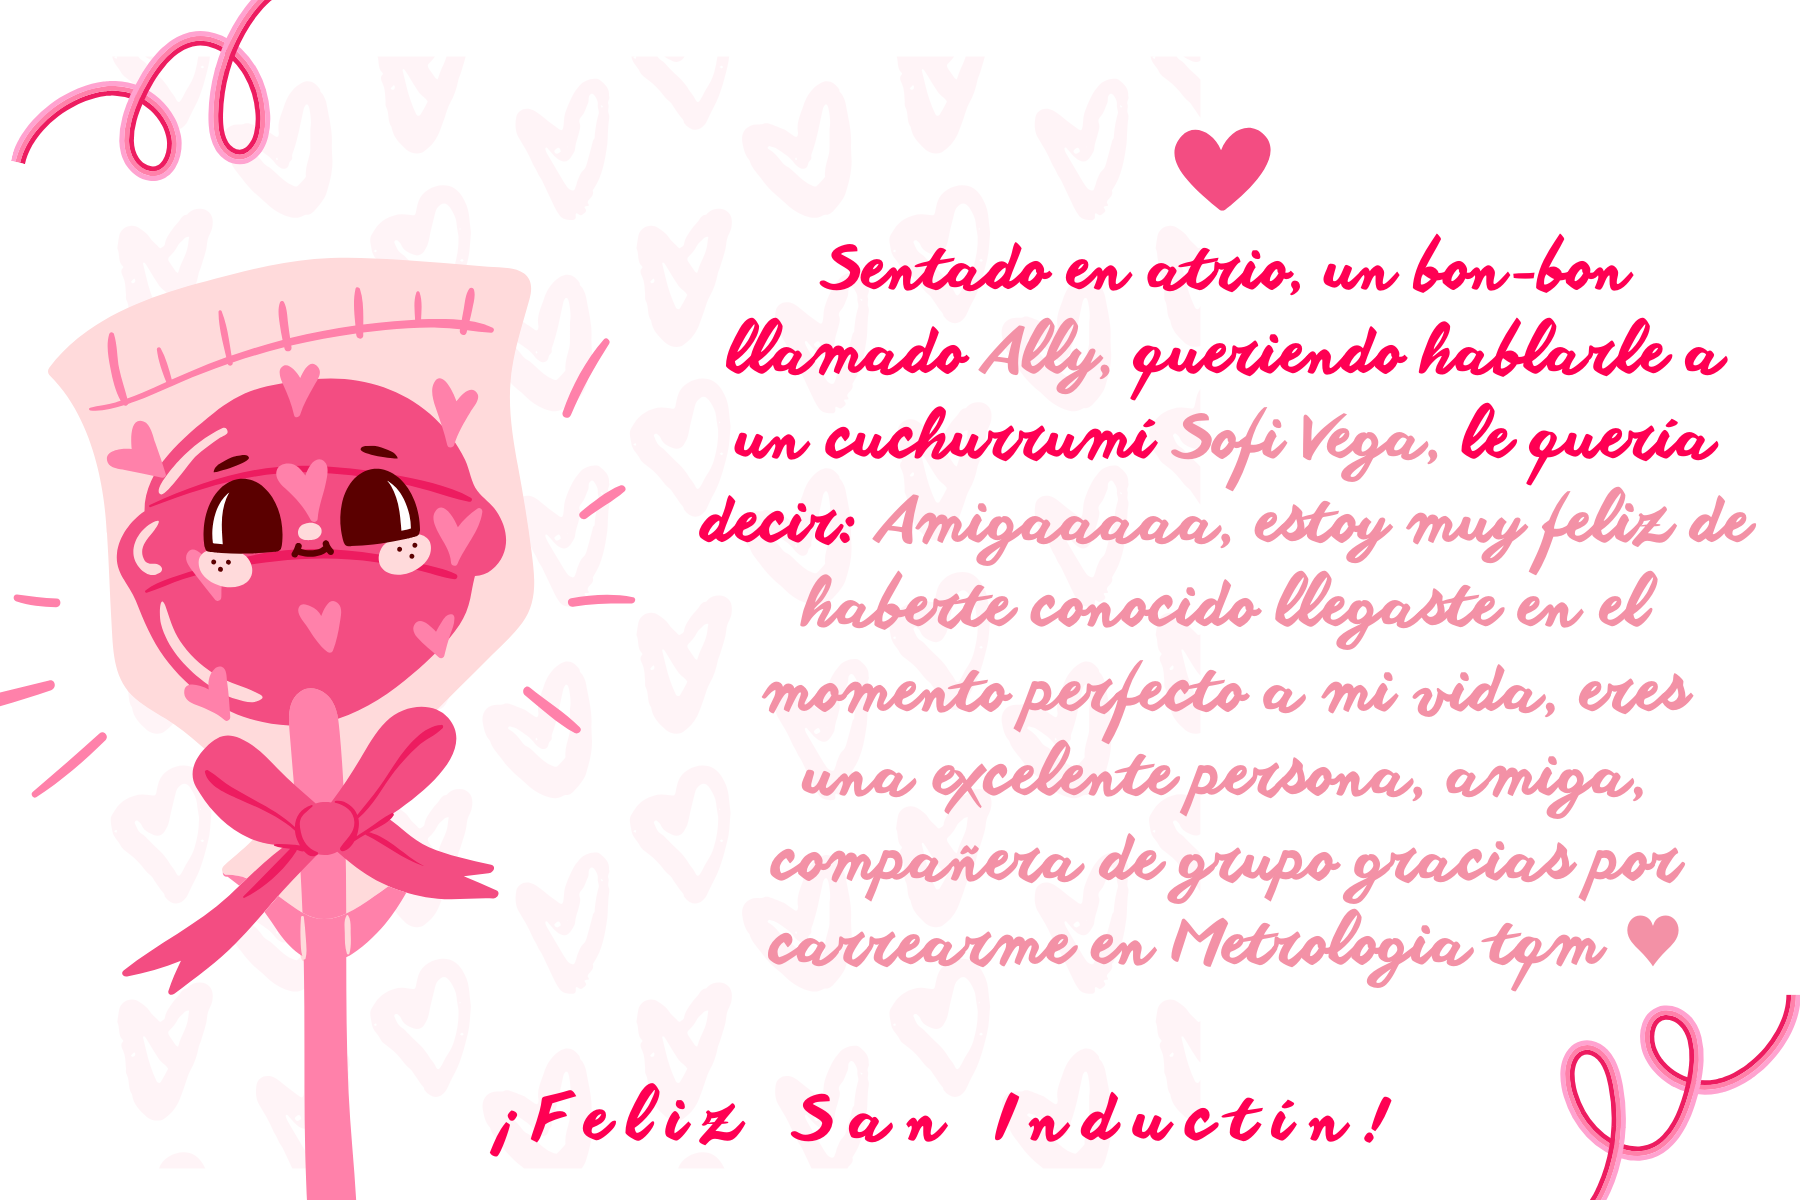 Sentado en atrio, un bon-bon
llamado Ally, queriendo hablarle a
un cuchurrumí Sofi Vega, le quería
decir: Amigaaaaa, estoy muy feliz de
haberte conocido llegaste en el
momento perfecto a mi vida, eres
una excelente persona, amiga,
compañera de grupo gracias por
carrearme en Metrologia tqm ♥
¡Feliz San Inductín!